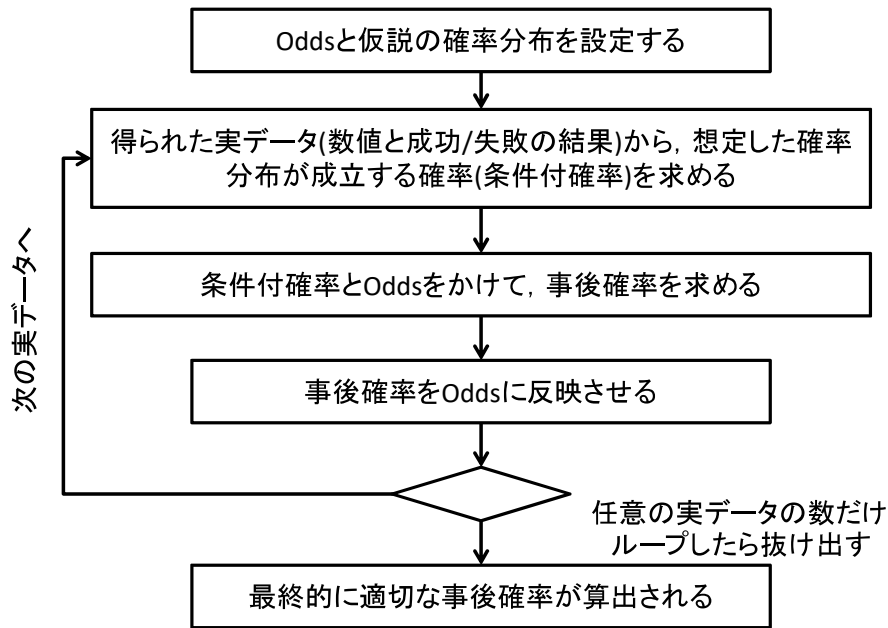 Oddsと仮説の確率分布を設定する
得られた実データ(数値と成功/失敗の結果)から, 想定した確率
分布が成立する確率(条件付確率)を求める
条件付確率とOddsをかけて, 事後確率を求める
次の実データへ
事後確率をOddsに反映させる
任意の実データの数だけ
ループしたら抜け出す
最終的に適切な事後確率が算出される